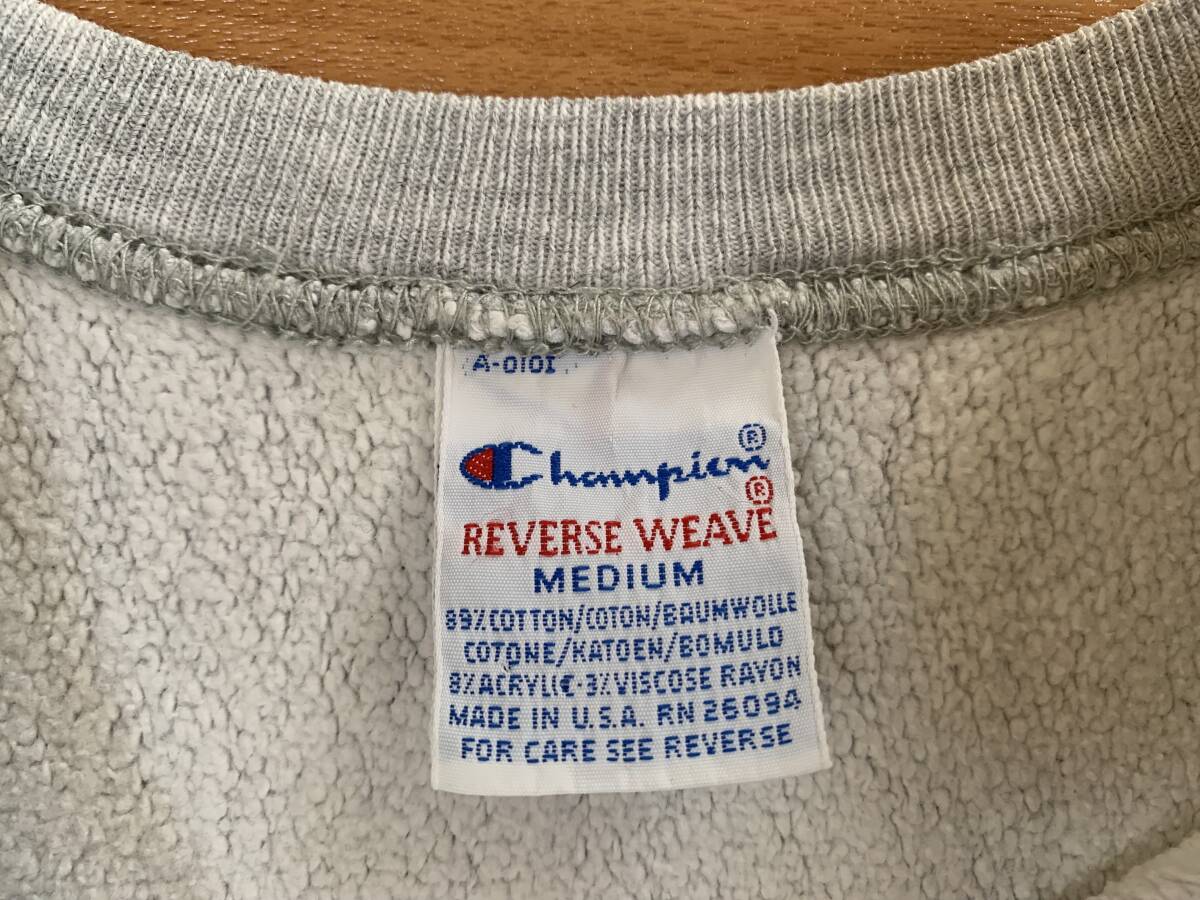 A-0101
Champion®
REVERSE WEAVE®
MEDIUM
89%COTTON/COTON/BAUMWOLLE
COTONE/KATOEN/BOMULD
8%ACRYLIC·3%VISCOSE RAYON
MADE IN U.S.A. RN 26094
FOR CARE SEE REVERSE